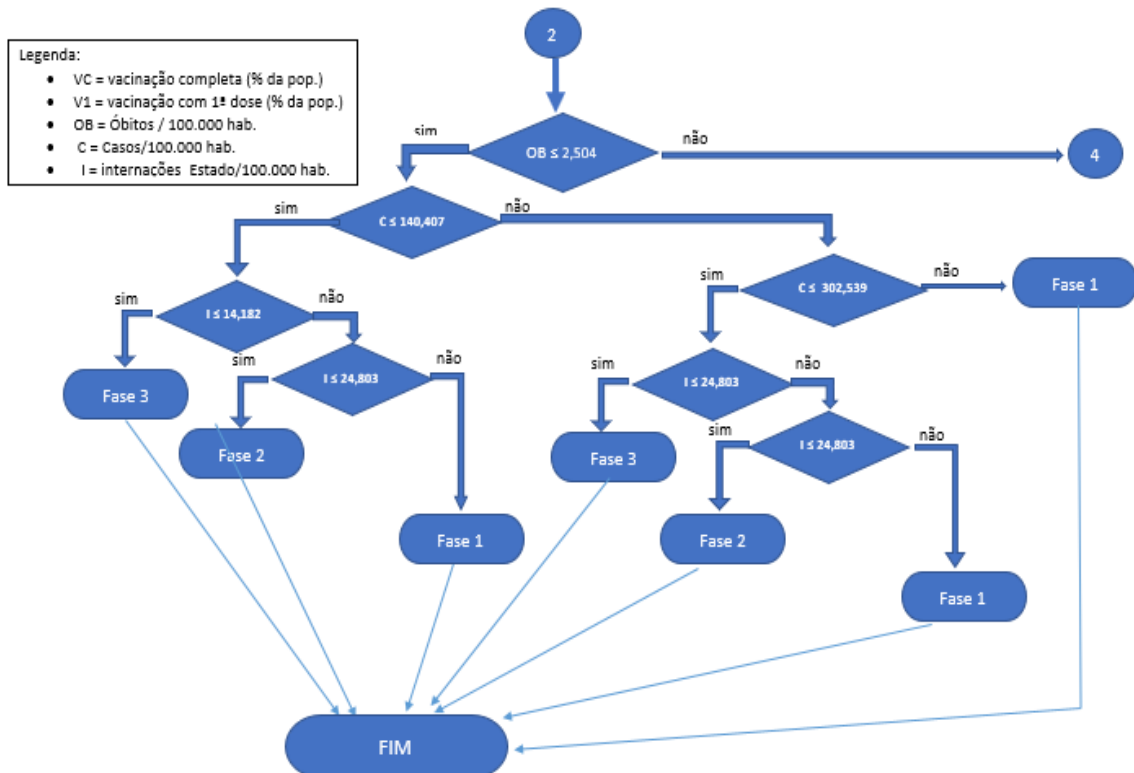 2
Legenda:
• VC = vacinação completa (% da pop.)
• V1 = vacinação com 1ª dose (% da pop.)
• OB = Óbitos / 100.000 hab.
• C = Casos/100.000 hab.
• I = internações Estado/100.000 hab.
sim
não
OB ≤ 2,504
4
sim
não
C ≤ 140,407
sim
não
C ≤ 302,539
Fase 1
sim
não
I ≤ 14,182
sim
não
I ≤ 24,803
sim
não
I ≤ 24,803
Fase 3
Fase 2
Fase 3
sim
não
I ≤ 24,803
Fase 1
Fase 2
Fase 1
FIM